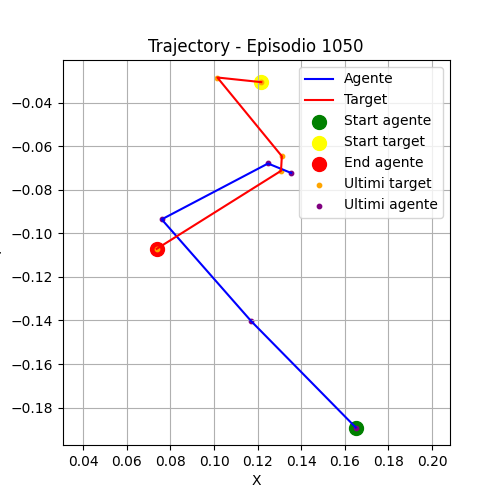 Trajectory - Episodio 1050
Agente
Target
Start agente
Start target
End agente
Ultimi target
Ultimi agente
−0.04
−0.06
−0.08
−0.10
−0.12
−0.14
−0.16
−0.18
0.04 0.06 0.08 0.10 0.12 0.14 0.16 0.18 0.20
X